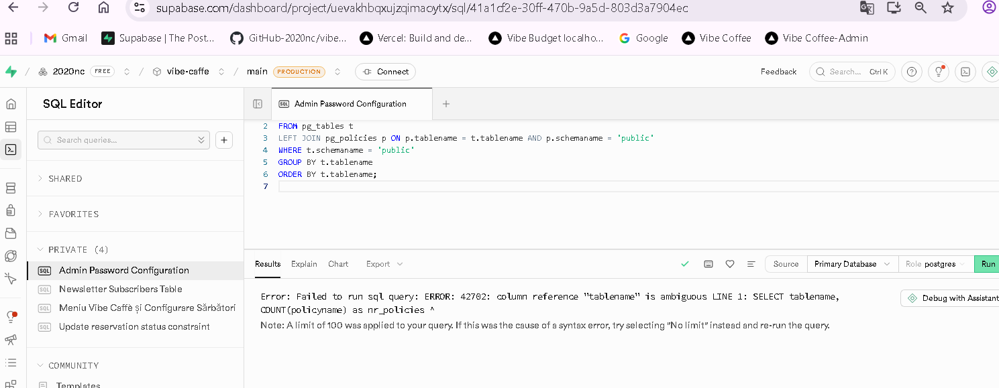 supabase.com/dashboard/project/uevakhbqxujzqimaoytx/sql/41a1cf2e-30ff-470b-9a5d-803d3a7904ec
Gmail Supabase | The Post... GitHub-2020nc/vibe... Vercel: Build and de... Vibe Budget localho... Google Vibe Coffee Vibe Coffee-Admin
/ 2020nc FREE / vibe-caffe / main PRODUCTION Connect Feedback Search... Ctrl K
SQL Editor
SQL Admin Password Configuration
Search queries...
SHARED
FAVORITES
PRIVATE (4)
SQL Admin Password Configuration
SQL Newsletter Subscribers Table
SQL Meniu Vibe Caffè și Configurare Sărbători
SQL Update reservation status constraint
COMMUNITY
Templates
2 FROM pg_tables t
3 LEFT JOIN pg_policies p ON p.tablename = t.tablename AND p.schemaname = 'public'
4 WHERE t.schemaname = 'public'
5 GROUP BY t.tablename
6 ORDER BY t.tablename;
7
Results Explain Chart Export Source Primary Database Role postgres Run
Error: Failed to run sql query: ERROR: 42702: column reference "tablename" is ambiguous LINE 1: SELECT tablename,
COUNT(policyname) as nr_policies ^
Note: A limit of 100 was applied to your query. If this was the cause of a syntax error, try selecting "No limit" instead and re-run the query.
Debug with Assistant